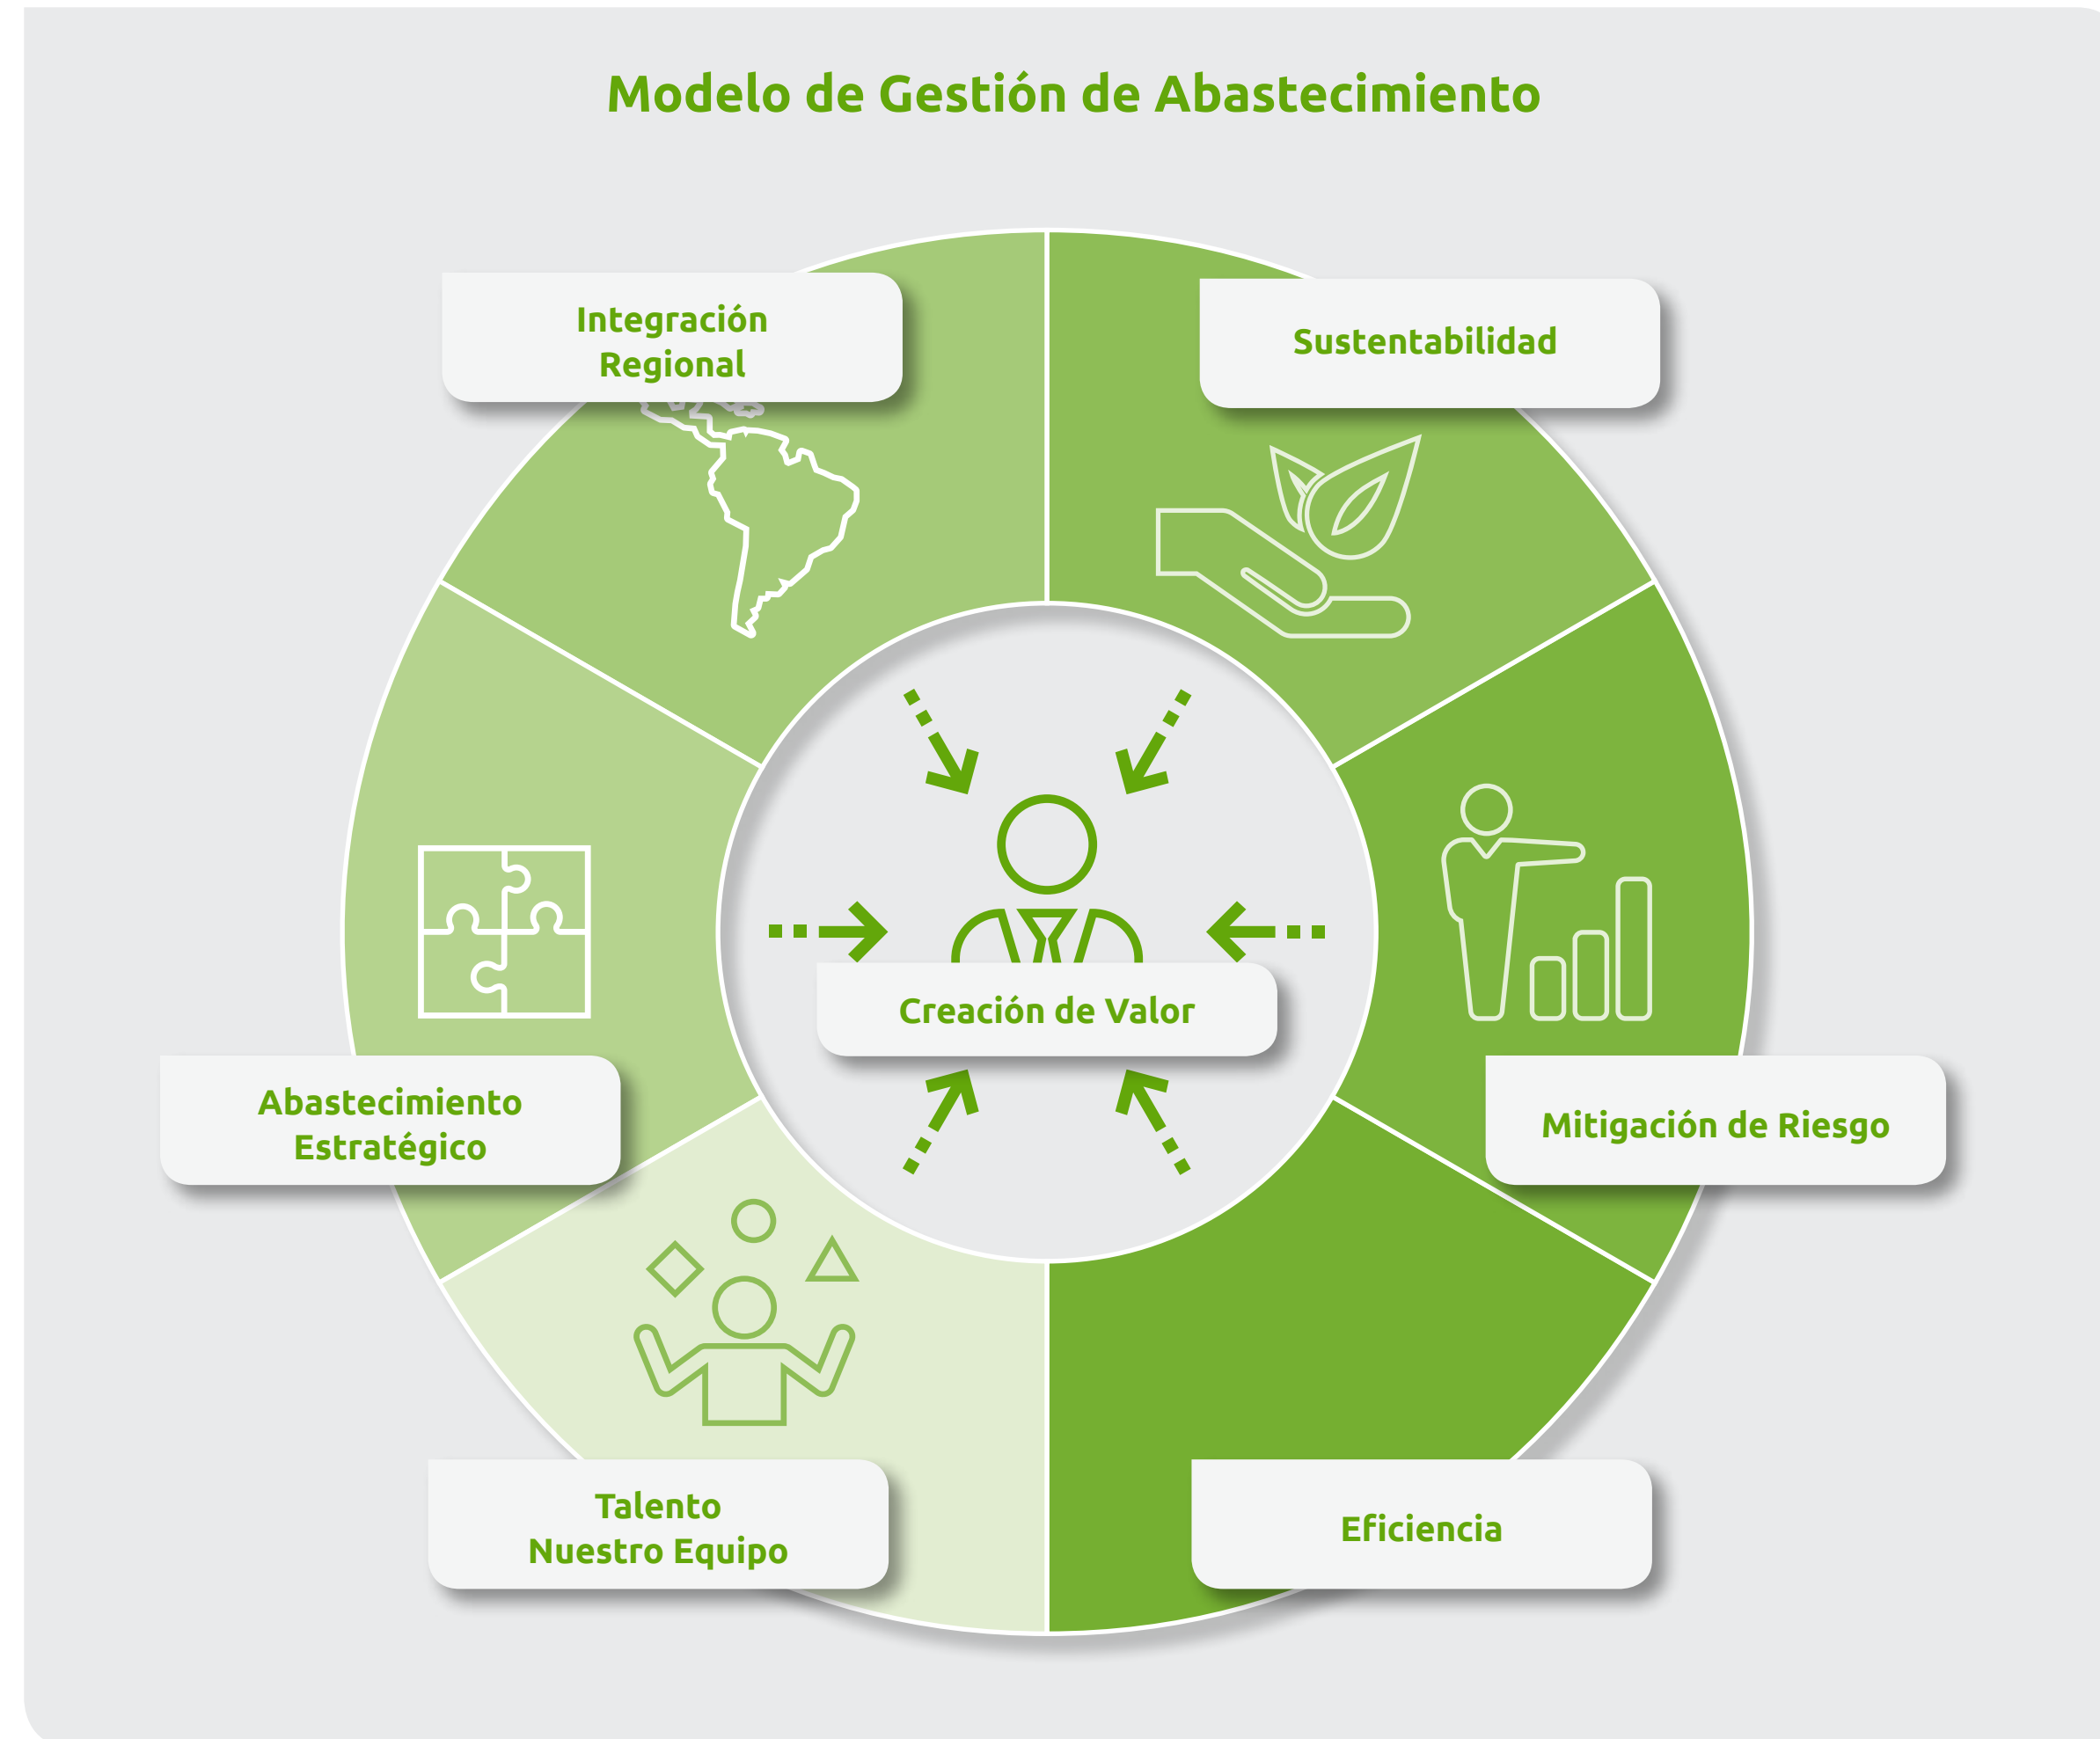 Modelo de Gestión de Abastecimiento
Integración
Regional
Sustentabilidad
Creación de Valor
Abastecimiento
Estratégico
Mitigación de Riesgo
Talento
Nuestro Equipo
Eficiencia